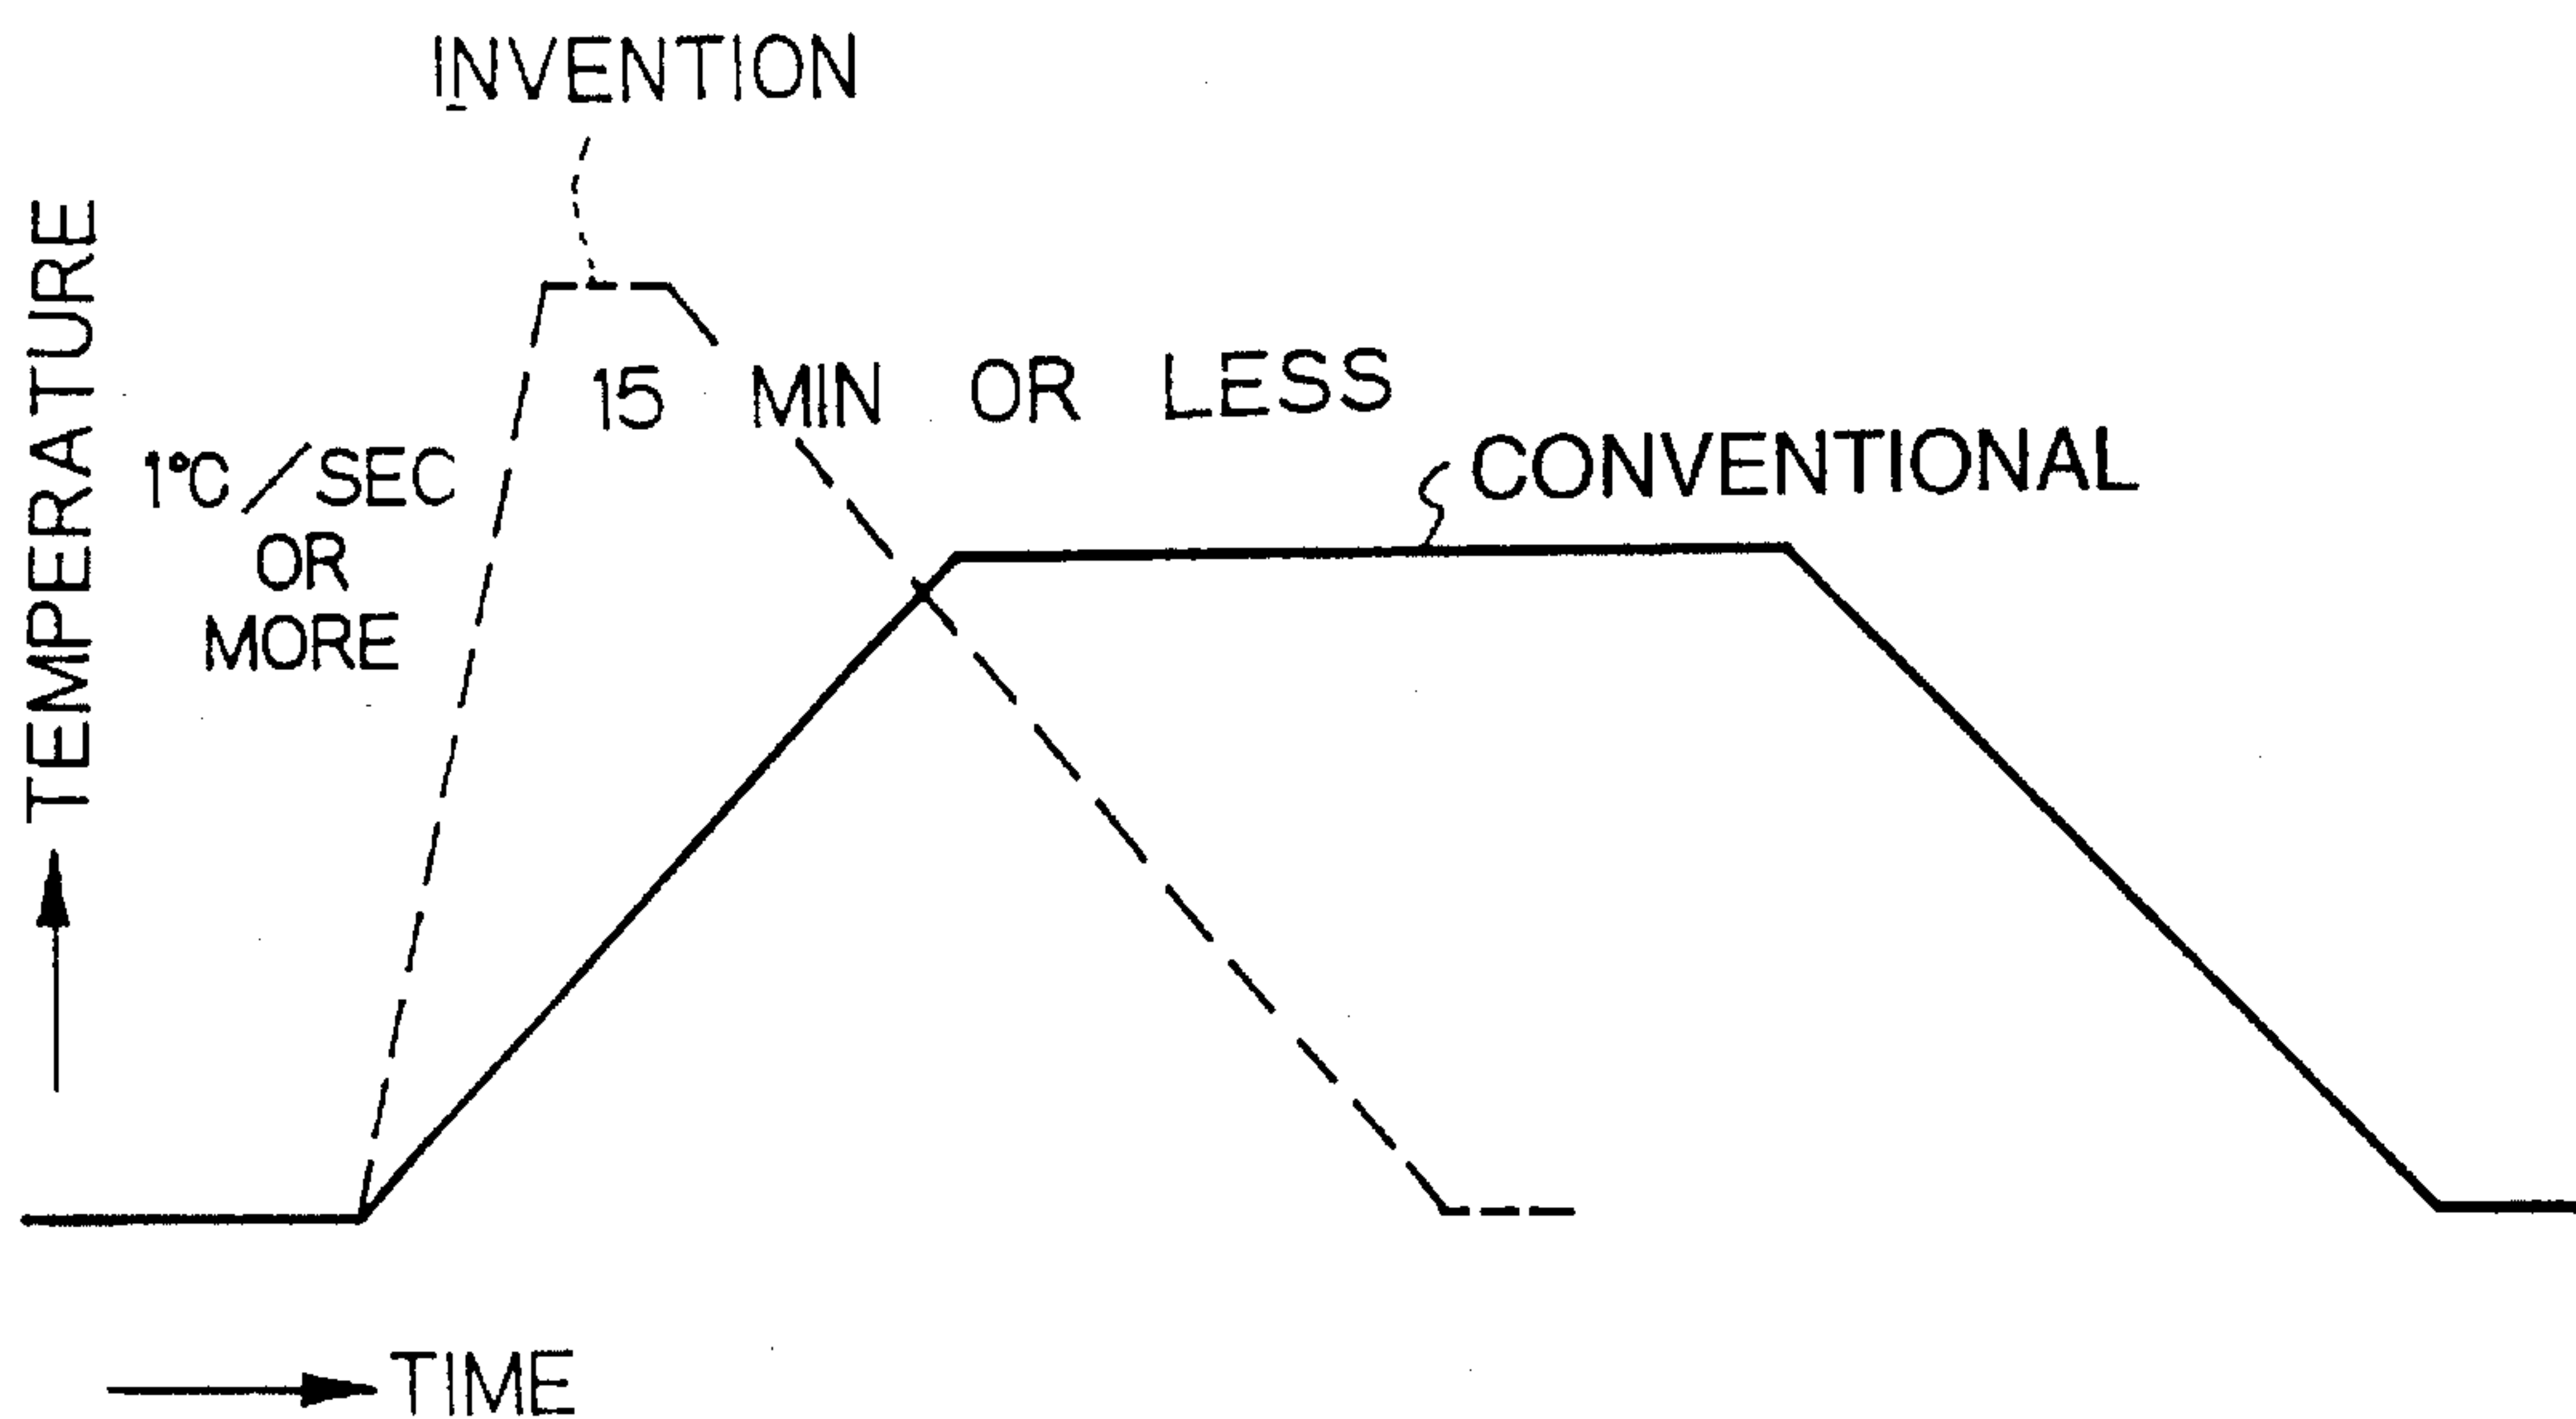 INVENTION
TEMPERATURE
15 MIN OR LESS
1°C/SEC
OR
MORE
CONVENTIONAL
TIME